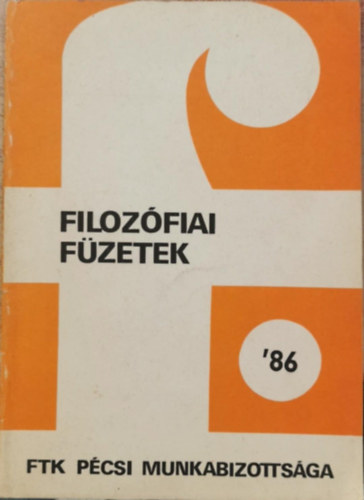 FILOZÓFIAI
FÜZETEK
'86
FTK PÉCSI MUNKABIZOTTSÁGA